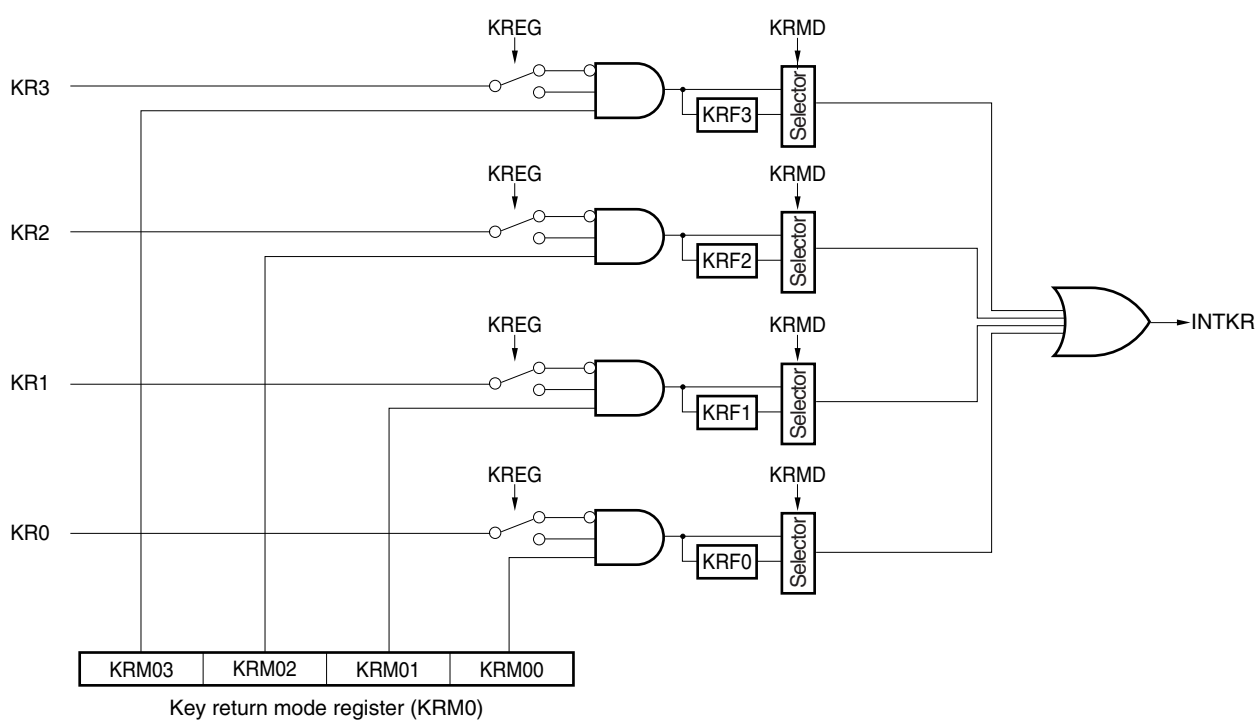 KREG KRMD
KR3
KRF3
Selector
KREG KRMD
KR2
KRF2
Selector
INTKR
KREG KRMD
KR1
KRF1
Selector
KREG KRMD
KR0
KRF0
Selector
KRM03 KRM02 KRM01 KRM00
Key return mode register (KRM0)